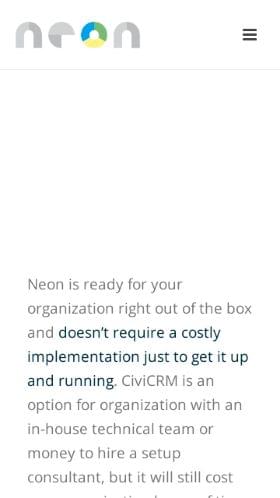 neon
Neon is ready for your
organization right out of the box
and doesn't require a costly
implementation just to get it up
and running. CiviCRM is an
option for organization with an
in-house technical team or
money to hire a setup
consultant, but it will still cost